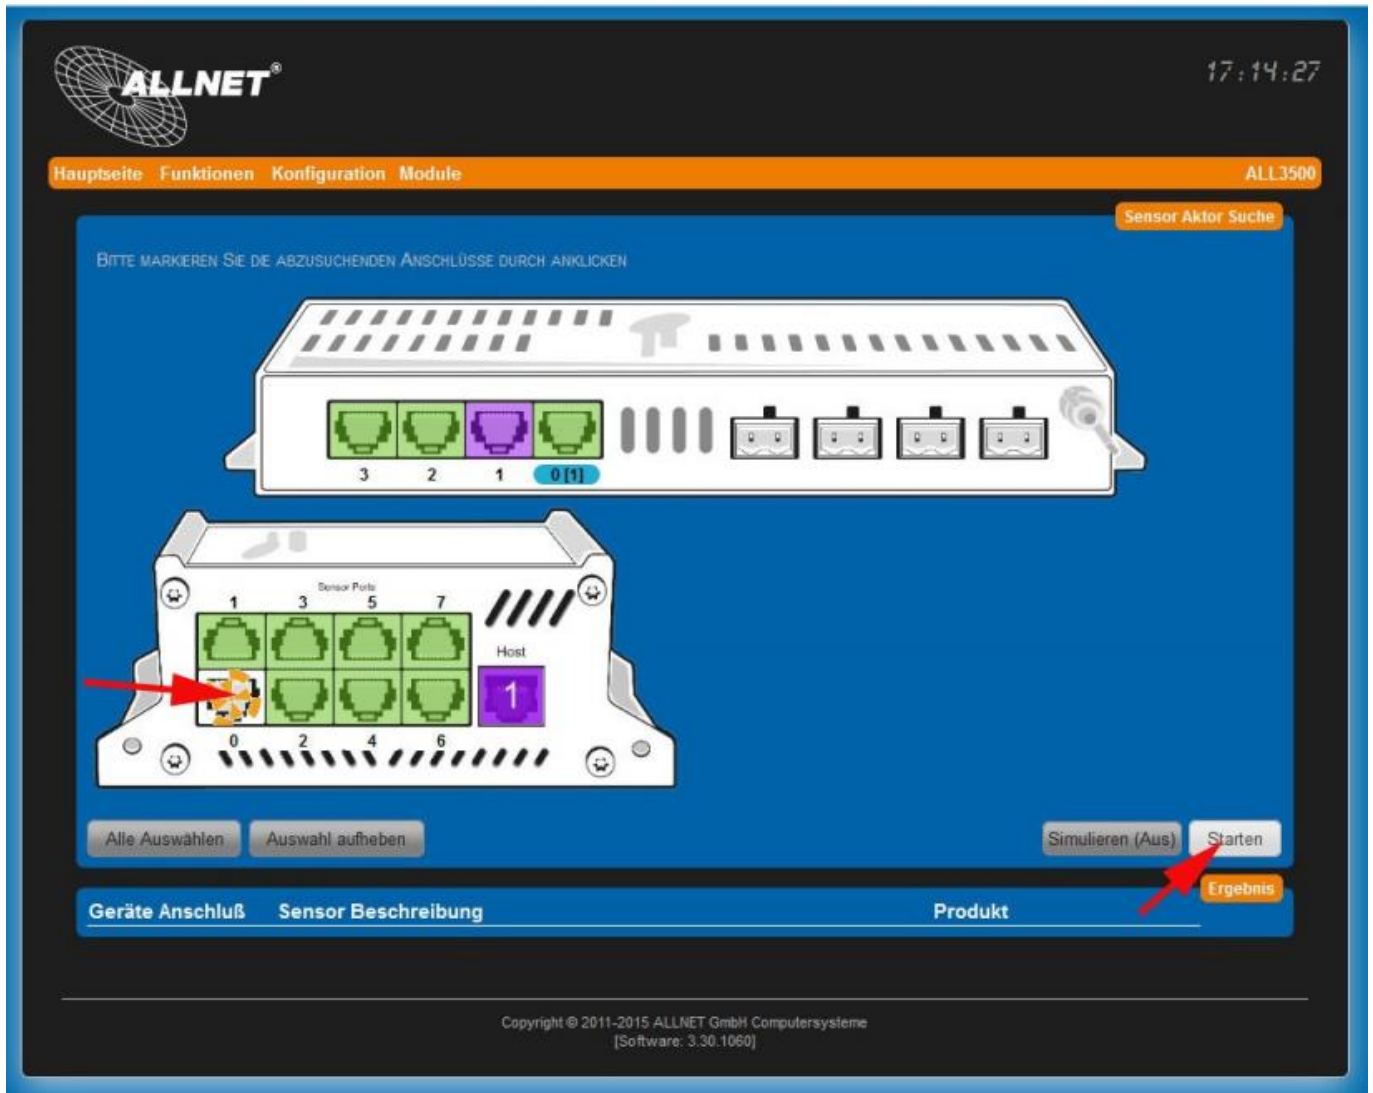 ALLNET®
17:14:27
Hauptseite Funktionen Konfiguration Module ALL3500
Sensor Aktor Suche
BITTE MARKIEREN SIE DIE ABZUSUCHENDEN ANSCHLÜSSE DURCH ANKLICKEN
3 2 1 0 [1]
Sensor Ports
1 3 5 7
Host
1
0 2 4 6
Alle Auswählen Auswahl aufheben Simulieren (Aus) Starten
Ergebnis
Geräte Anschluß Sensor Beschreibung Produkt
Copyright © 2011-2015 ALLNET GmbH Computersysteme
[Software: 3.30.1060]